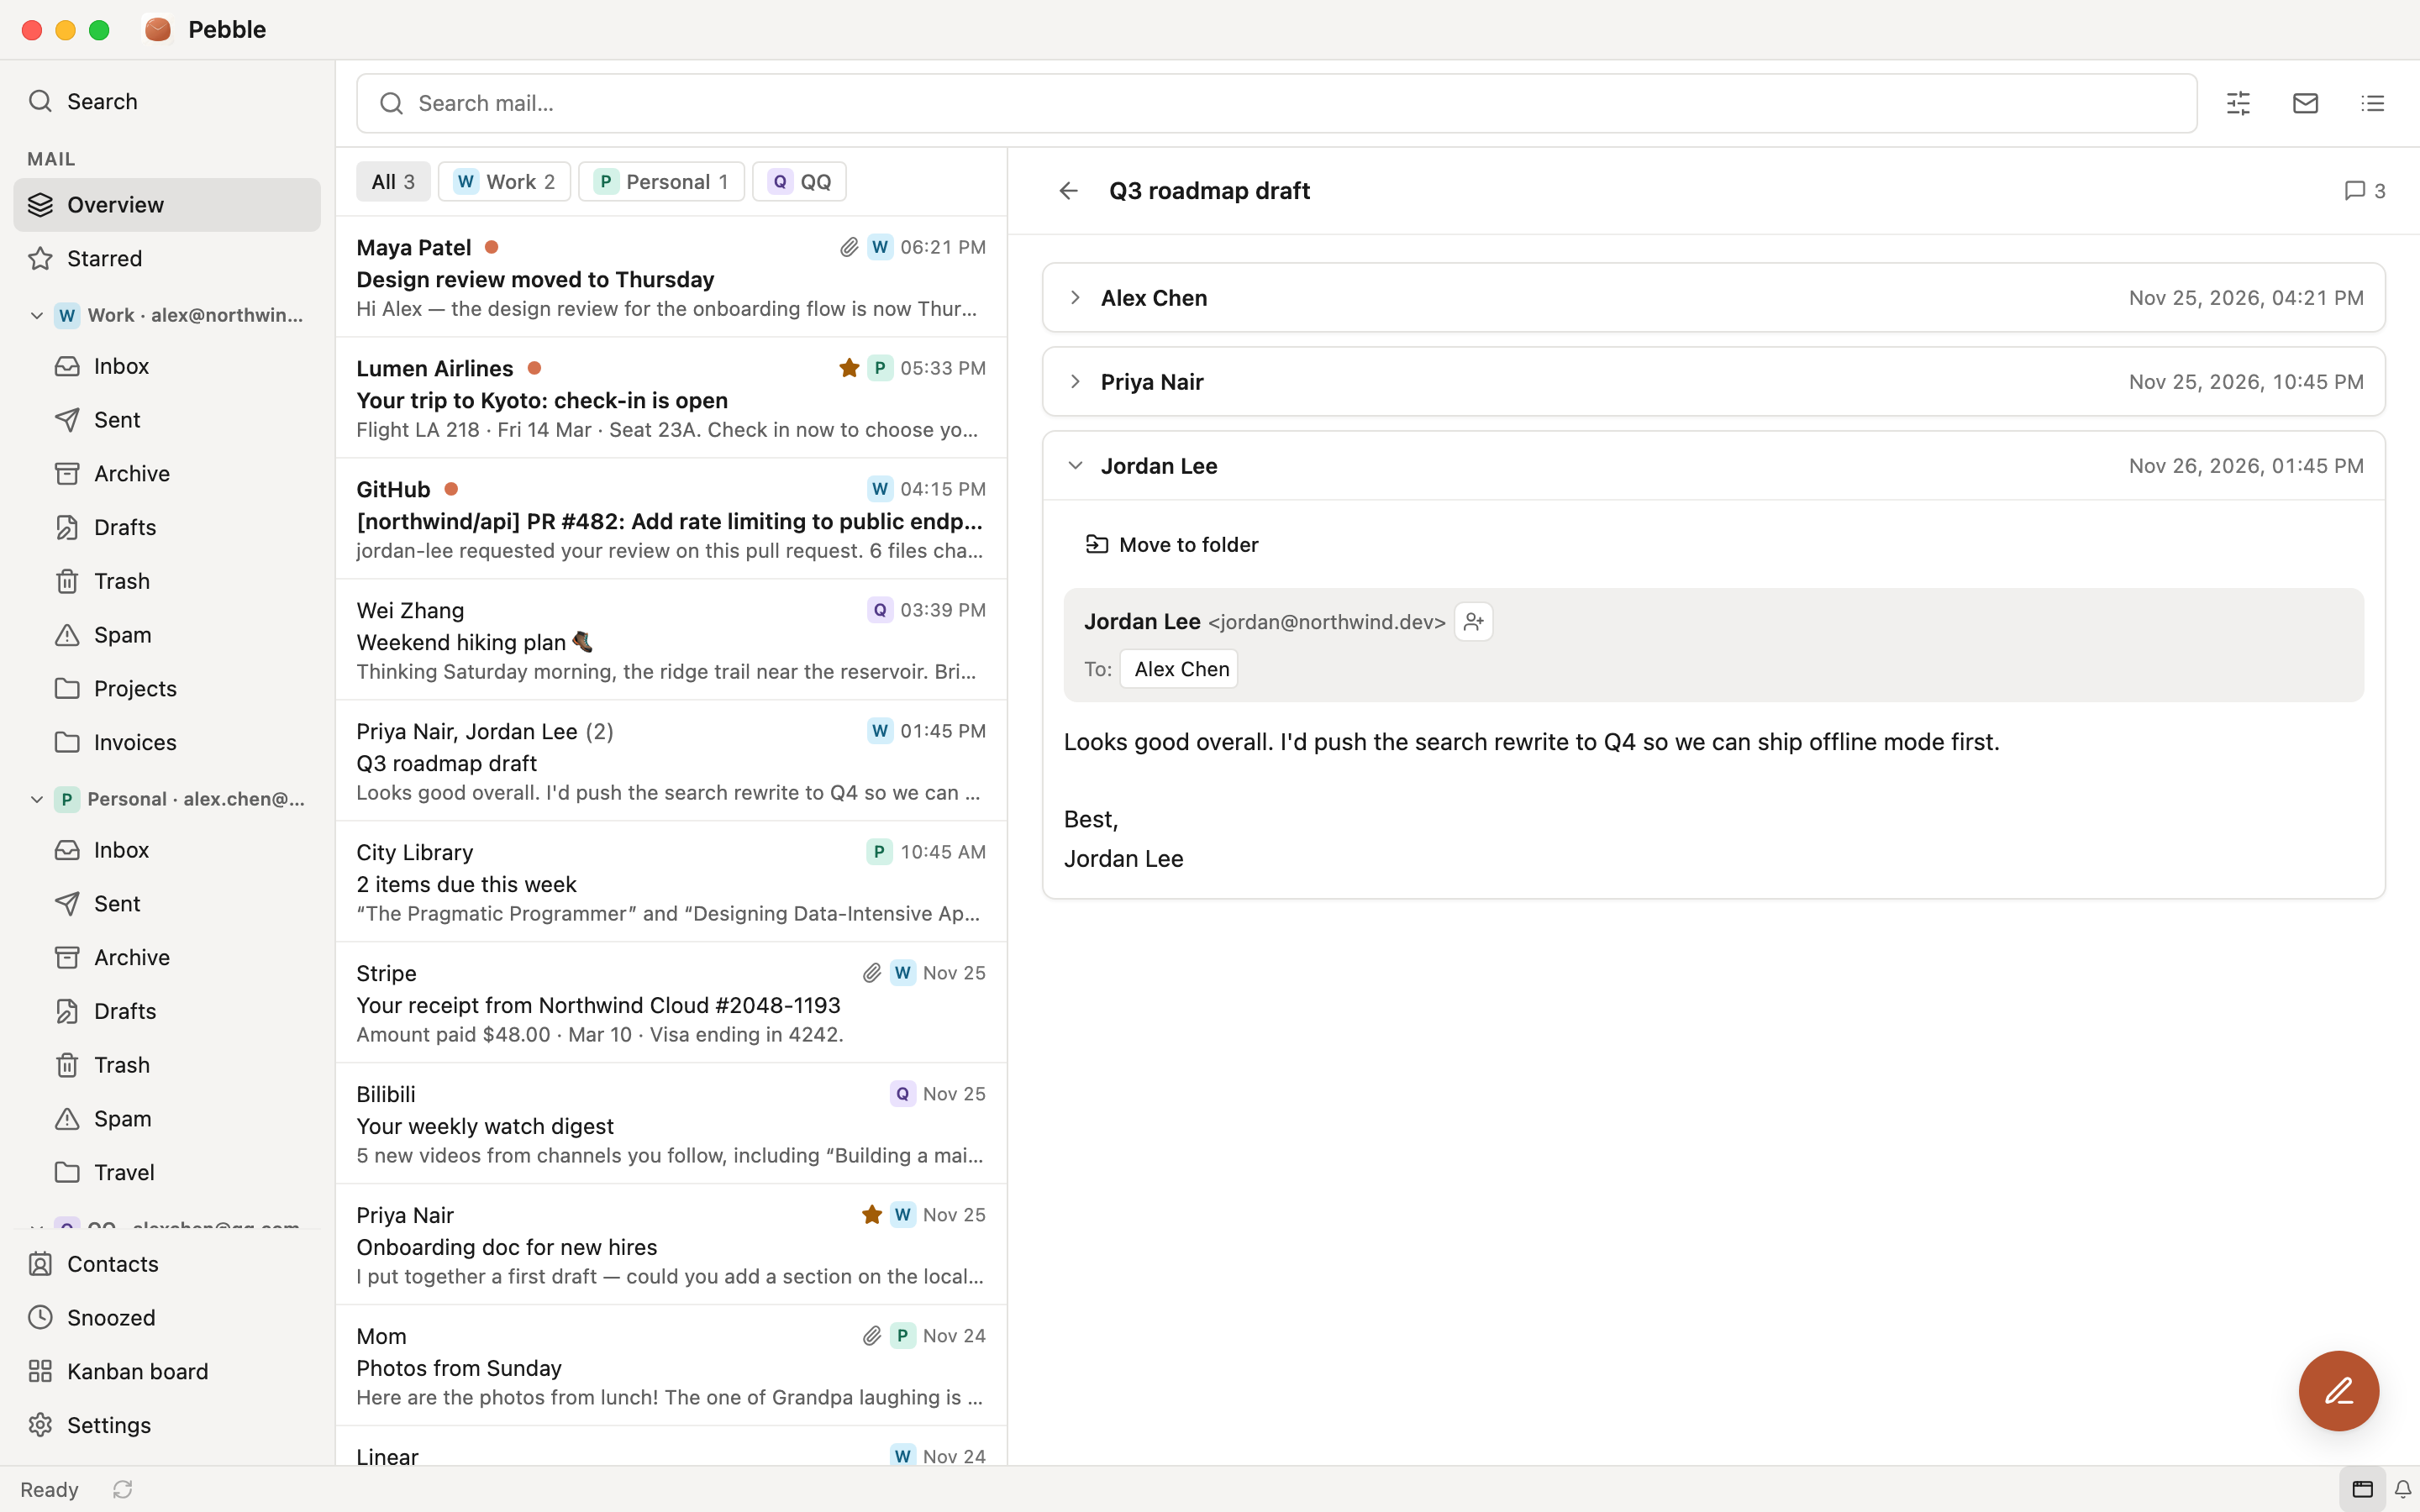 Pebble
Search
MAIL
Overview
Starred
W Work · alex@northwin...
Inbox
Sent
Archive
Drafts
Trash
Spam
Projects
Invoices
P Personal · alex.chen@...
Inbox
Sent
Archive
Drafts
Trash
Spam
Travel
Q QQ · alexchen@qq.com
Contacts
Snoozed
Kanban board
Settings
Ready
Search mail...
All 3
W Work 2
P Personal 1
Q QQ
Maya Patel W 06:21 PM
Design review moved to Thursday
Hi Alex — the design review for the onboarding flow is now Thur...
Lumen Airlines P 05:33 PM
Your trip to Kyoto: check-in is open
Flight LA 218 · Fri 14 Mar · Seat 23A. Check in now to choose yo...
GitHub W 04:15 PM
[northwind/api] PR #482: Add rate limiting to public endp...
jordan-lee requested your review on this pull request. 6 files cha...
Wei Zhang Q 03:39 PM
Weekend hiking plan 🥾
Thinking Saturday morning, the ridge trail near the reservoir. Bri...
Priya Nair, Jordan Lee (2) W 01:45 PM
Q3 roadmap draft
Looks good overall. I'd push the search rewrite to Q4 so we can ...
City Library P 10:45 AM
2 items due this week
“The Pragmatic Programmer” and “Designing Data-Intensive Ap...
Stripe W Nov 25
Your receipt from Northwind Cloud #2048-1193
Amount paid $48.00 · Mar 10 · Visa ending in 4242.
Bilibili Q Nov 25
Your weekly watch digest
5 new videos from channels you follow, including “Building a mai...
Priya Nair W Nov 25
Onboarding doc for new hires
I put together a first draft — could you add a section on the local...
Mom P Nov 24
Photos from Sunday
Here are the photos from lunch! The one of Grandpa laughing is ...
Linear W Nov 24
Q3 roadmap draft 3
Alex Chen Nov 25, 2026, 04:21 PM
Priya Nair Nov 25, 2026, 10:45 PM
Jordan Lee Nov 26, 2026, 01:45 PM
Move to folder
Jordan Lee <jordan@northwind.dev>
To: Alex Chen
Looks good overall. I'd push the search rewrite to Q4 so we can ship offline mode first.
Best,
Jordan Lee